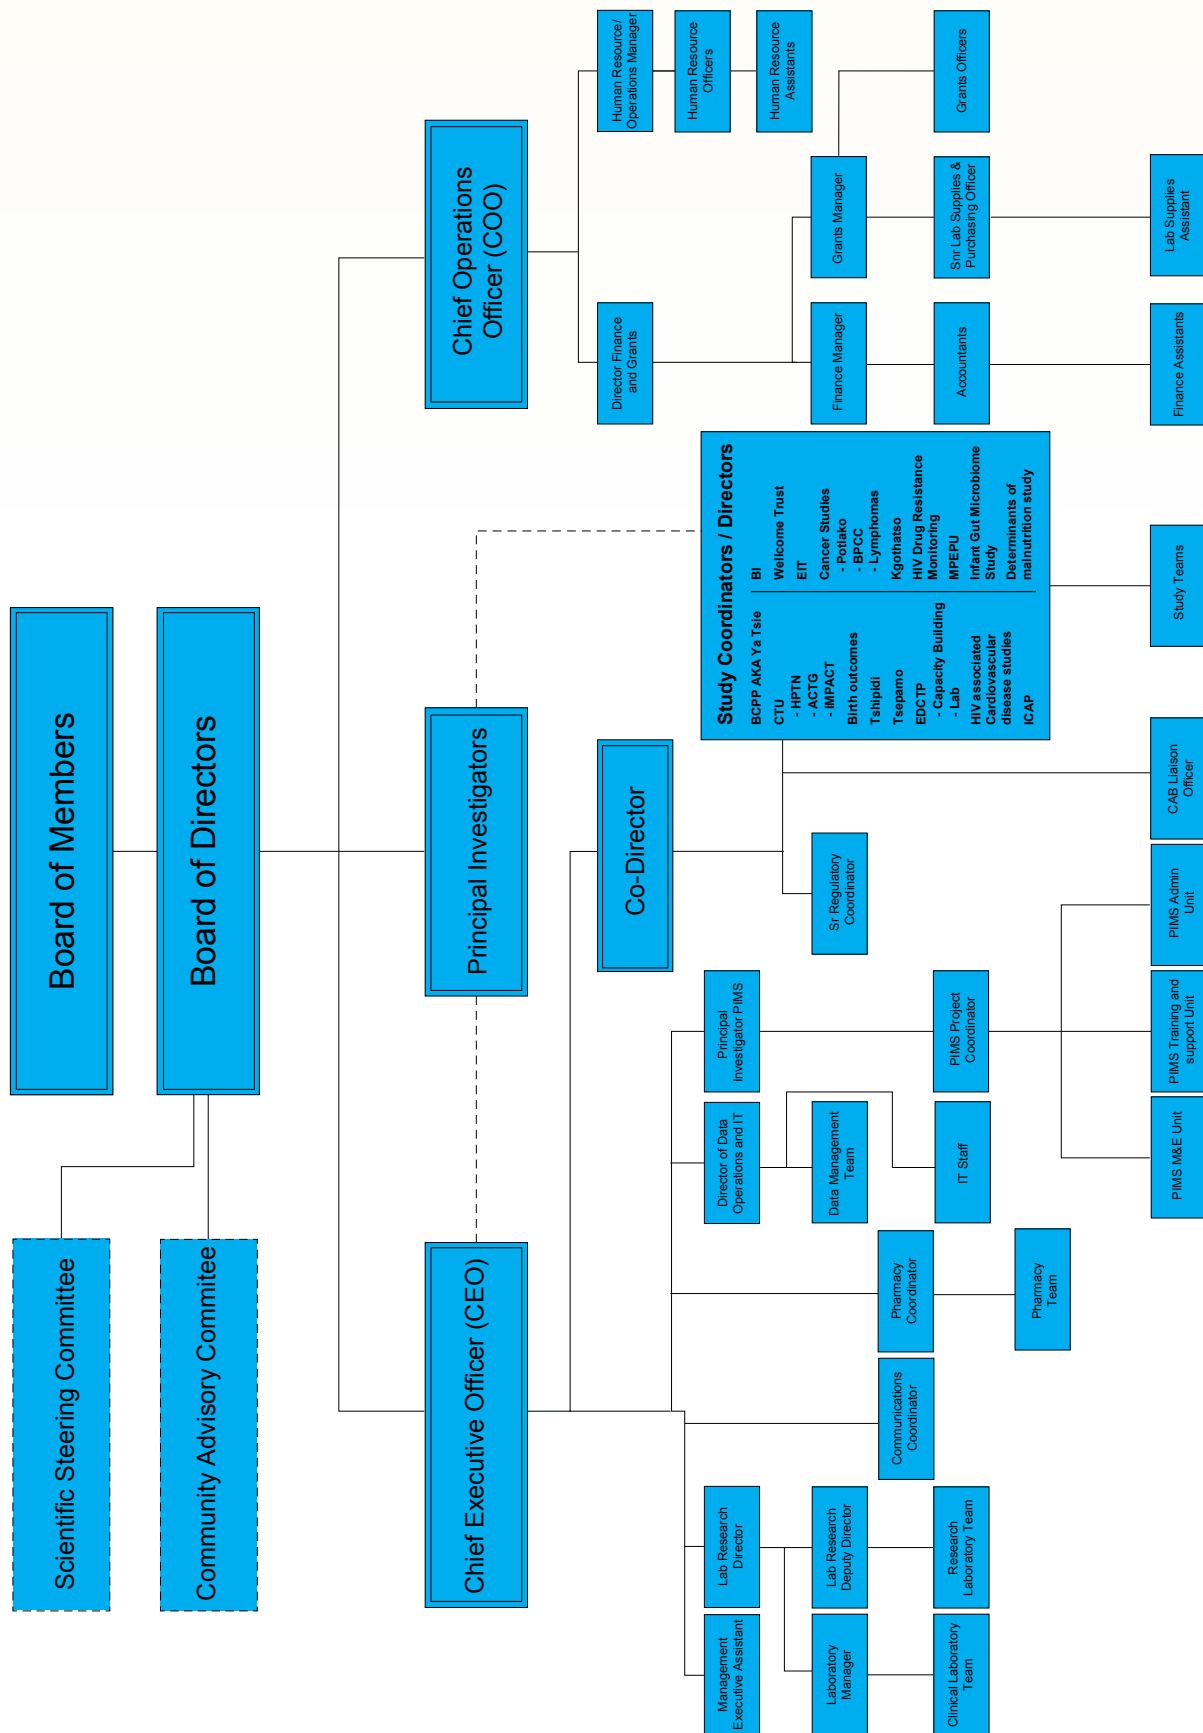 Board of Members
Board of Directors
Scientific Steering Committee
Community Advisory Commitee
Chief Executive Officer (CEO)
Principal Investigators
Chief Operations
Officer (COO)
Co-Director
Director Finance
and Grants
Human Resource/
Operations Manager
Human Resource
Officers
Human Resource
Assistants
Management
Executive Assistant
Lab Research
Director
Director of Data
Operations and IT
Principal
Investigator PIMS
Study Coordinators / Directors
BCPP AKA Ya Tsie
CTU
- HPTN
- ACTG
- IMPACT
Birth outcomes
Tshipidi
Tsepamo
EDCTP
- Capacity Building
- Lab
HIV associated
Cardiovascular
disease studies
ICAP
BI
Wellcome Trust
EIT
Cancer Studies
- Potlako
- BPCC
- Lymphomas
Kgothatso
HIV Drug Resistance
Monitoring
MPEPU
Infant Gut Microbiome
Study
Determinants of
malnutrition study
Laboratory
Manager
Lab Research
Deputy Director
Data Management
Team
Sr Regulatory
Coordinator
Finance Manager
Grants Manager
Communications
Coordinator
Pharmacy
Coordinator
Clinical Laboratory
Team
Research
Laboratory Team
IT Staff
PIMS Project
Coordinator
Accountants
Snr Lab Supplies &
Purchasing Officer
Grants Officers
Pharmacy
Team
PIMS M&E Unit
PIMS Training and
support Unit
PIMS Admin
Unit
CAB Liaison
Officer
Study Teams
Finance Assistants
Lab Supplies
Assistant